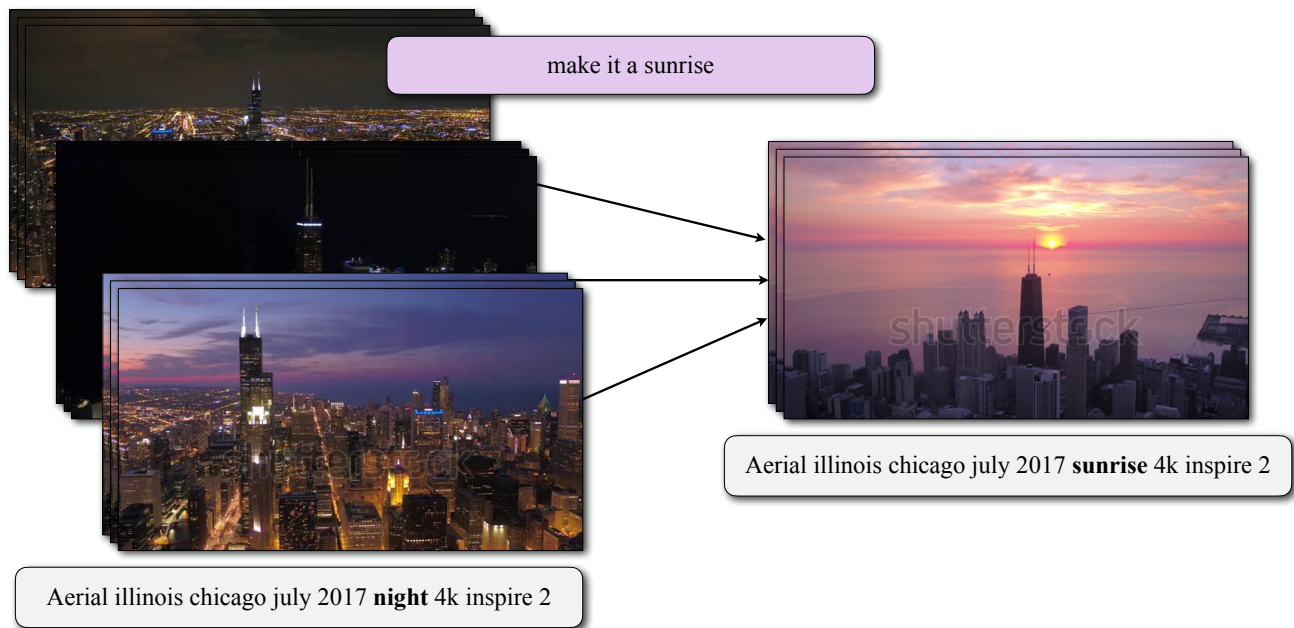 make it a sunrise
shutterstock
Aerial illinois chicago july 2017 sunrise 4k inspire 2
shutterstock
Aerial illinois chicago july 2017 night 4k inspire 2